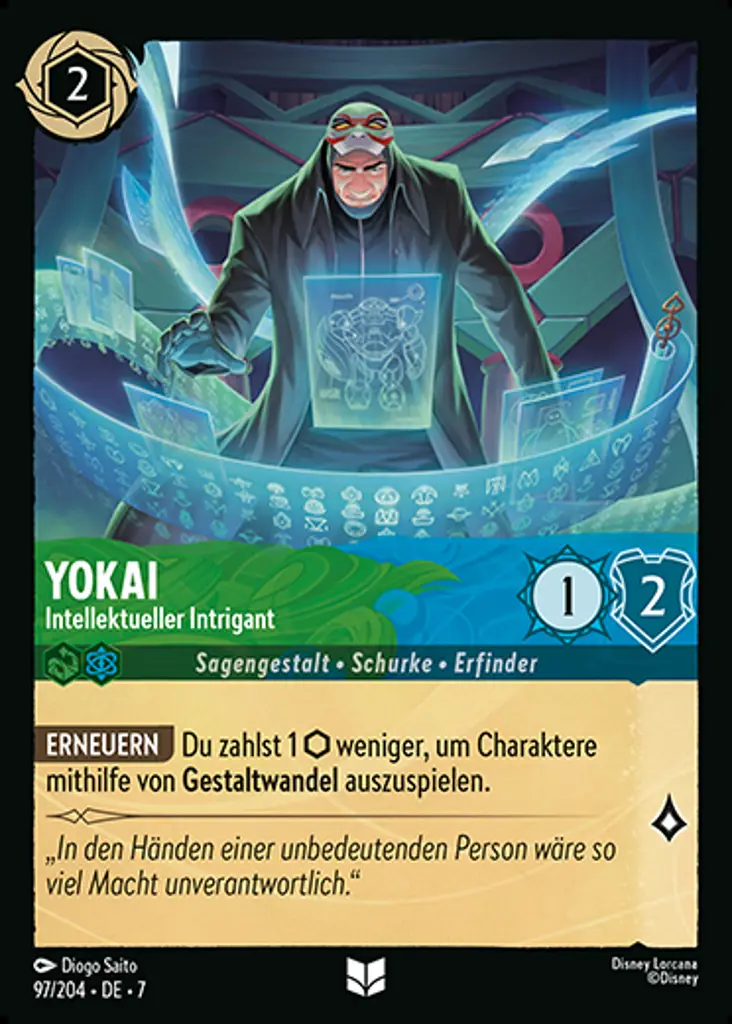 2
YOKAI
Intellektueller Intrigant
1
2
Sagengestalt • Schurke • Erfinder
ERNEUERN Du zahlst 1 ⬡ weniger, um Charaktere
mithilfe von Gestaltwandel auszuspielen.
„In den Händen einer unbedeutenden Person wäre so
viel Macht unverantwortlich.“
Diogo Saito
97/204 • DE • 7
Disney Lorcana
©Disney